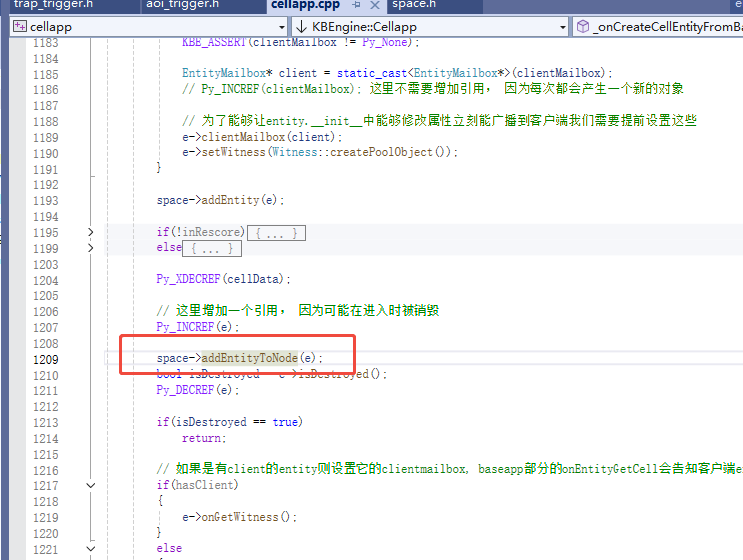 trap_trigger.h aoi_trigger.h cellapp.cpp space.h
cellapp KBEngine::Cellapp _onCreateCellEntityFromBa
1183 KBE_ASSERT(clientMailbox != Py_None);
1184
1185 EntityMailbox* client = static_cast<EntityMailbox*>(clientMailbox);
1186 // Py_INCREF(clientMailbox); 这里不需要增加引用, 因为每次都会产生一个新的对象
1187
1188 // 为了能够让entity.__init__中能够修改属性立刻能广播到客户端我们需要提前设置这些
1189 e->clientMailbox(client);
1190 e->setWitness(Witness::createPoolObject());
1191 }
1192
1193 space->addEntity(e);
1194
1195 if(!inRescore) { ... }
1199 else { ... }
1203
1204 Py_XDECREF(cellData);
1205
1206 // 这里增加一个引用, 因为可能在进入时被销毁
1207 Py_INCREF(e);
1208
1209 space->addEntityToNode(e);
1210 bool isDestroyed = e->isDestroyed();
1211 Py_DECREF(e);
1212
1213 if(isDestroyed == true)
1214 return;
1215
1216 // 如果是有client的entity则设置它的clientmailbox, baseapp部分的onEntityGetCell会告知客户端e
1217 if(hasClient)
1218 {
1219 e->onGetWitness();
1220 }
1221 else